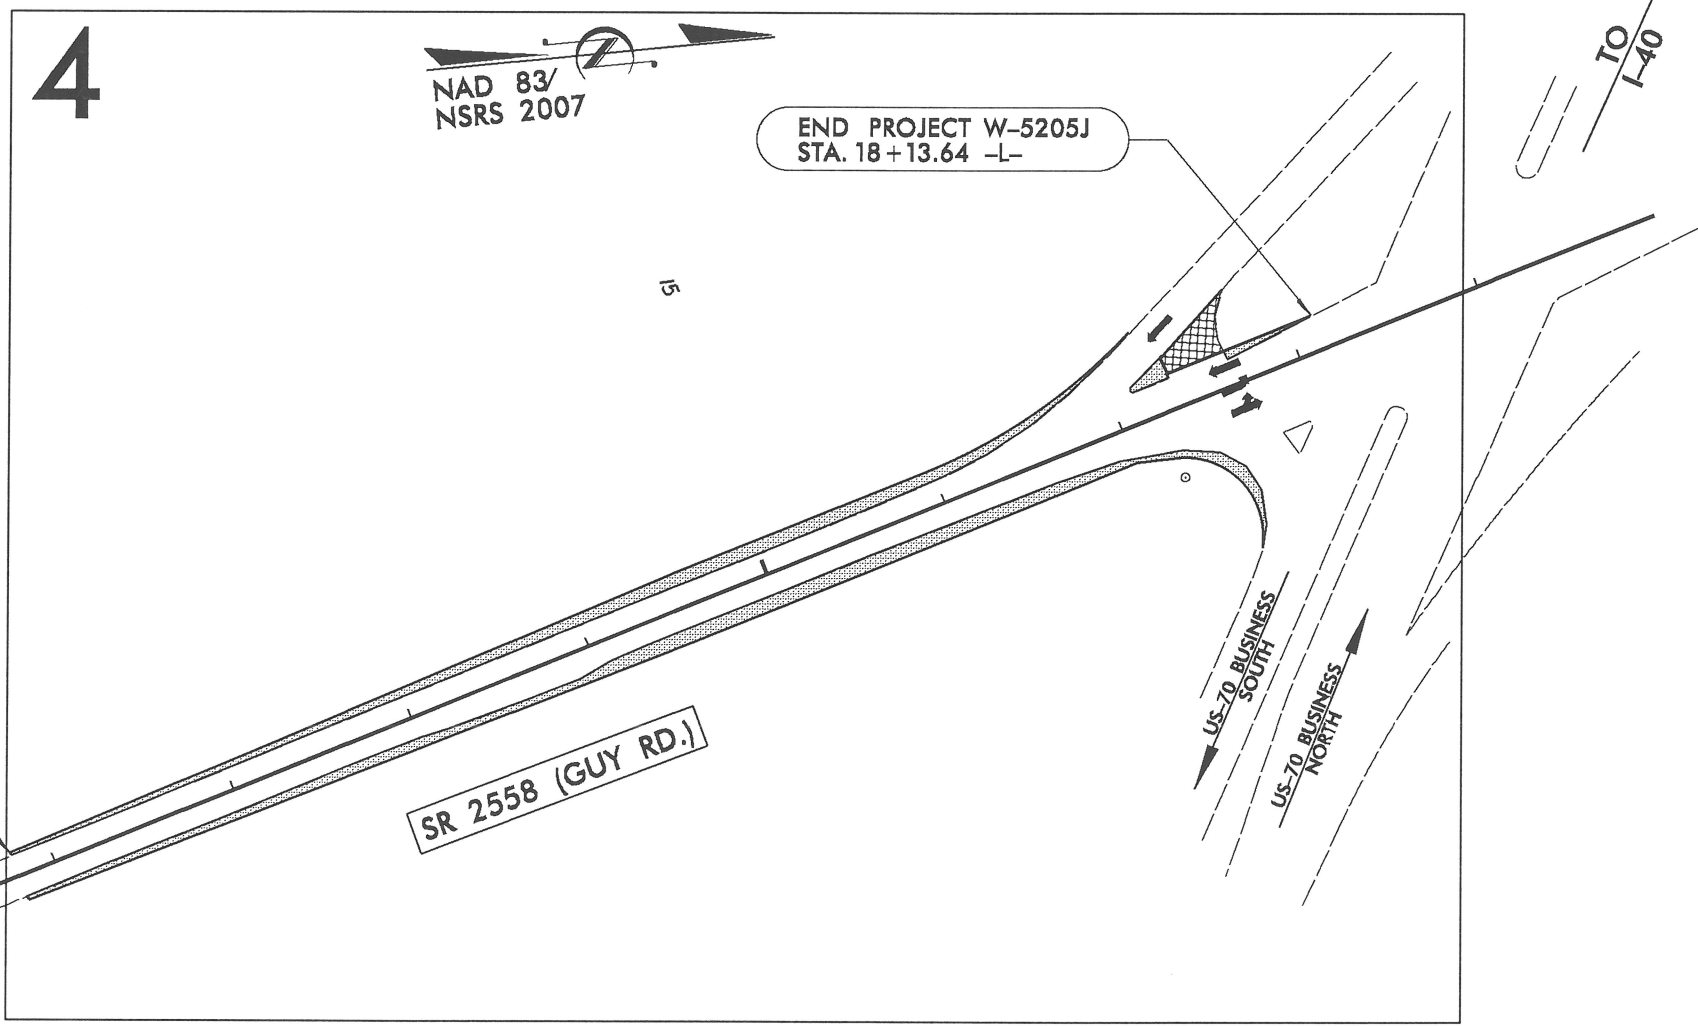 4
NAD 83/
NSRS 2007
END PROJECT W-5205J
STA. 18+13.64 -L-
TO
I-40
15
SR 2558 (GUY RD.)
US-70 BUSINESS
SOUTH
US-70 BUSINESS
NORTH